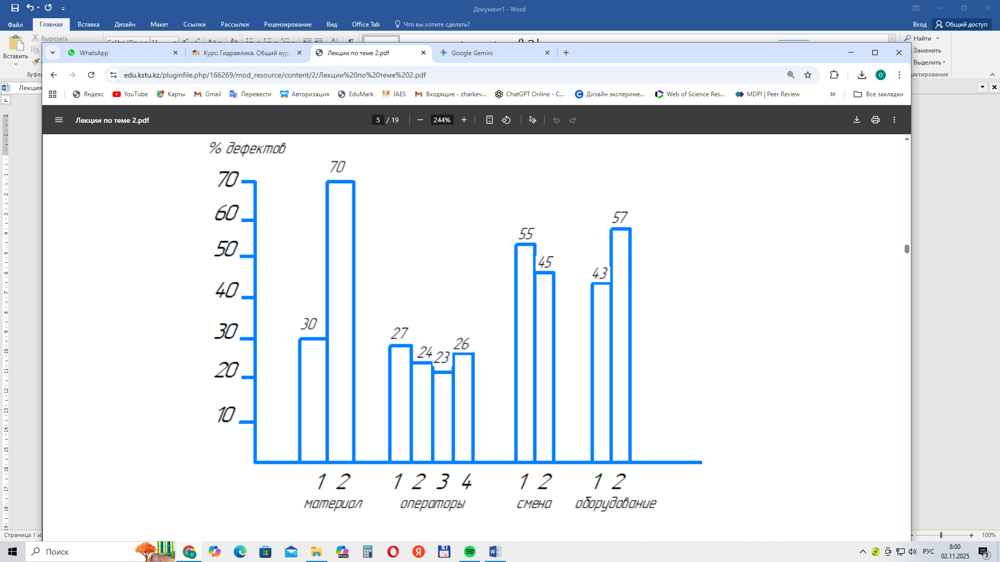 Документ1 - Word
Файл Главная Вставка Дизайн Макет Ссылки Рассылки Рецензирование Вид Office Tab Что вы хотите сделать? Вход Общий доступ
Вырезать Найти
Вставить Заменить
Выделить
WhatsApp Курс: Гидравлика. Общий курс Лекции по теме 2.pdf Google Gemini
edu.kstu.kz/pluginfile.php/166269/mod_resource/content/2/Лекции%20по%20теме%202.pdf
Лекция
Яндекс YouTube Карты Gmail Перевести Авторизация EduMark JAES Входящие - zharkev... ChatGPT Online - C... Дизайн эксперименте... Web of Science Res... MDPI | Peer Review » Все закладки
Лекции по теме 2.pdf 5 / 19 244%
% дефектов
70
70
60
57
55
50
45
43
40
30
30
27
26
24
23
20
10
1 2 1 2 3 4 1 2 1 2
материал операторы смена оборудование
Страница 1 из 100%
Поиск РУС 8:00
02.11.2025 3